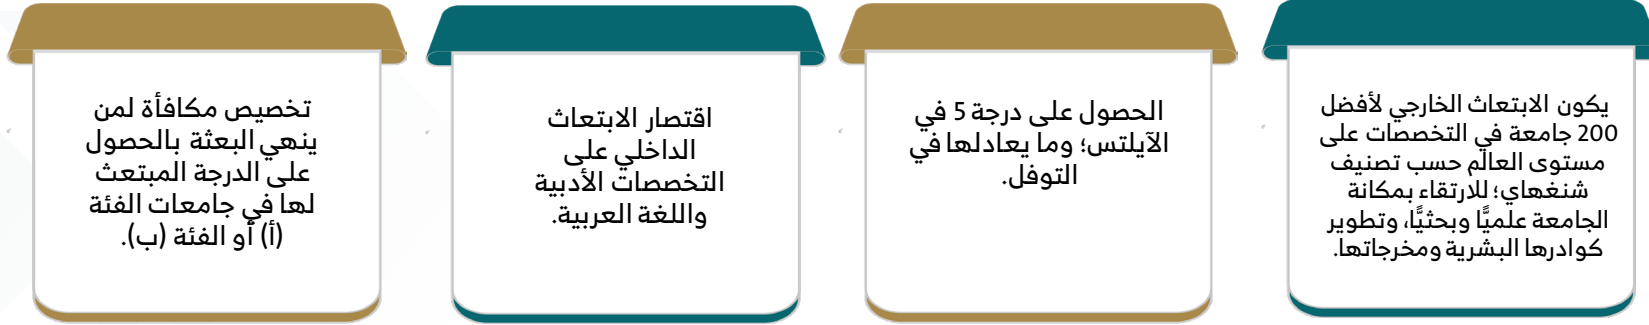 يكون الابتعاث الخارجي لأفضل
200 جامعة في التخصصات على
مستوى العالم حسب تصنيف
شنغهاي؛ للارتقاء بمكانة
الجامعة علميًّا وبحثيًّا، وتطوير
كوادرها البشرية ومخرجاتها.
الحصول على درجة 5 في
الآيلتس؛ وما يعادلها في
التوفل.
اقتصار الابتعاث
الداخلي على
التخصصات الأدبية
واللغة العربية.
تخصيص مكافأة لمن
ينهي البعثة بالحصول
على الدرجة المبتعث
لها في جامعات الفئة
(أ) أو الفئة (ب).